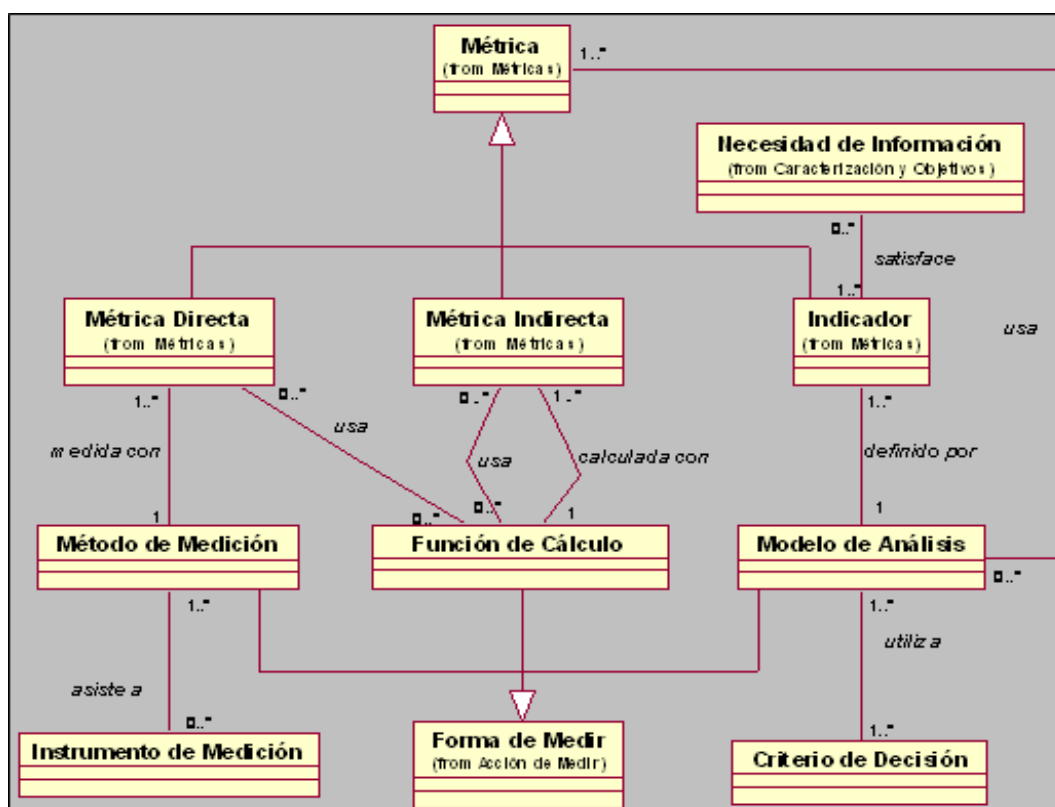 Métrica
(from Métricas)
1..*
Necesidad de Información
(from Caracterización y Objetivos)
0..*
satisface
1..*
Métrica Directa
(from Métricas)
Métrica Indirecta
(from Métricas)
Indicador
(from Métricas)
usa
1..*
0..*
0..*
1..*
1..*
usa
medida con
usa
calculada con
definido por
1
0..*
0..*
1
1
Método de Medición
Función de Cálculo
Modelo de Análisis
0..*
1..*
1..*
utiliza
asiste a
0..*
1..*
Instrumento de Medición
Forma de Medir
(from Acción de Medir)
Criterio de Decisión